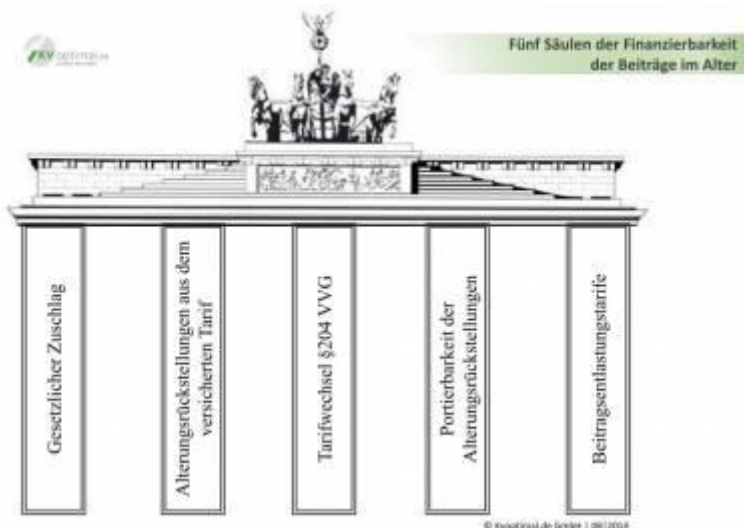 Fünf Säulen der Finanzierbarkeit
der Beiträge im Alter
Gesetzlicher Zuschlag
Alterungsrückstellungen aus dem
versicherten Tarif
Tarifwechsel §204 VVG
Portierbarkeit der
Alterungsrückstellungen
Beitragsentlastungstarife